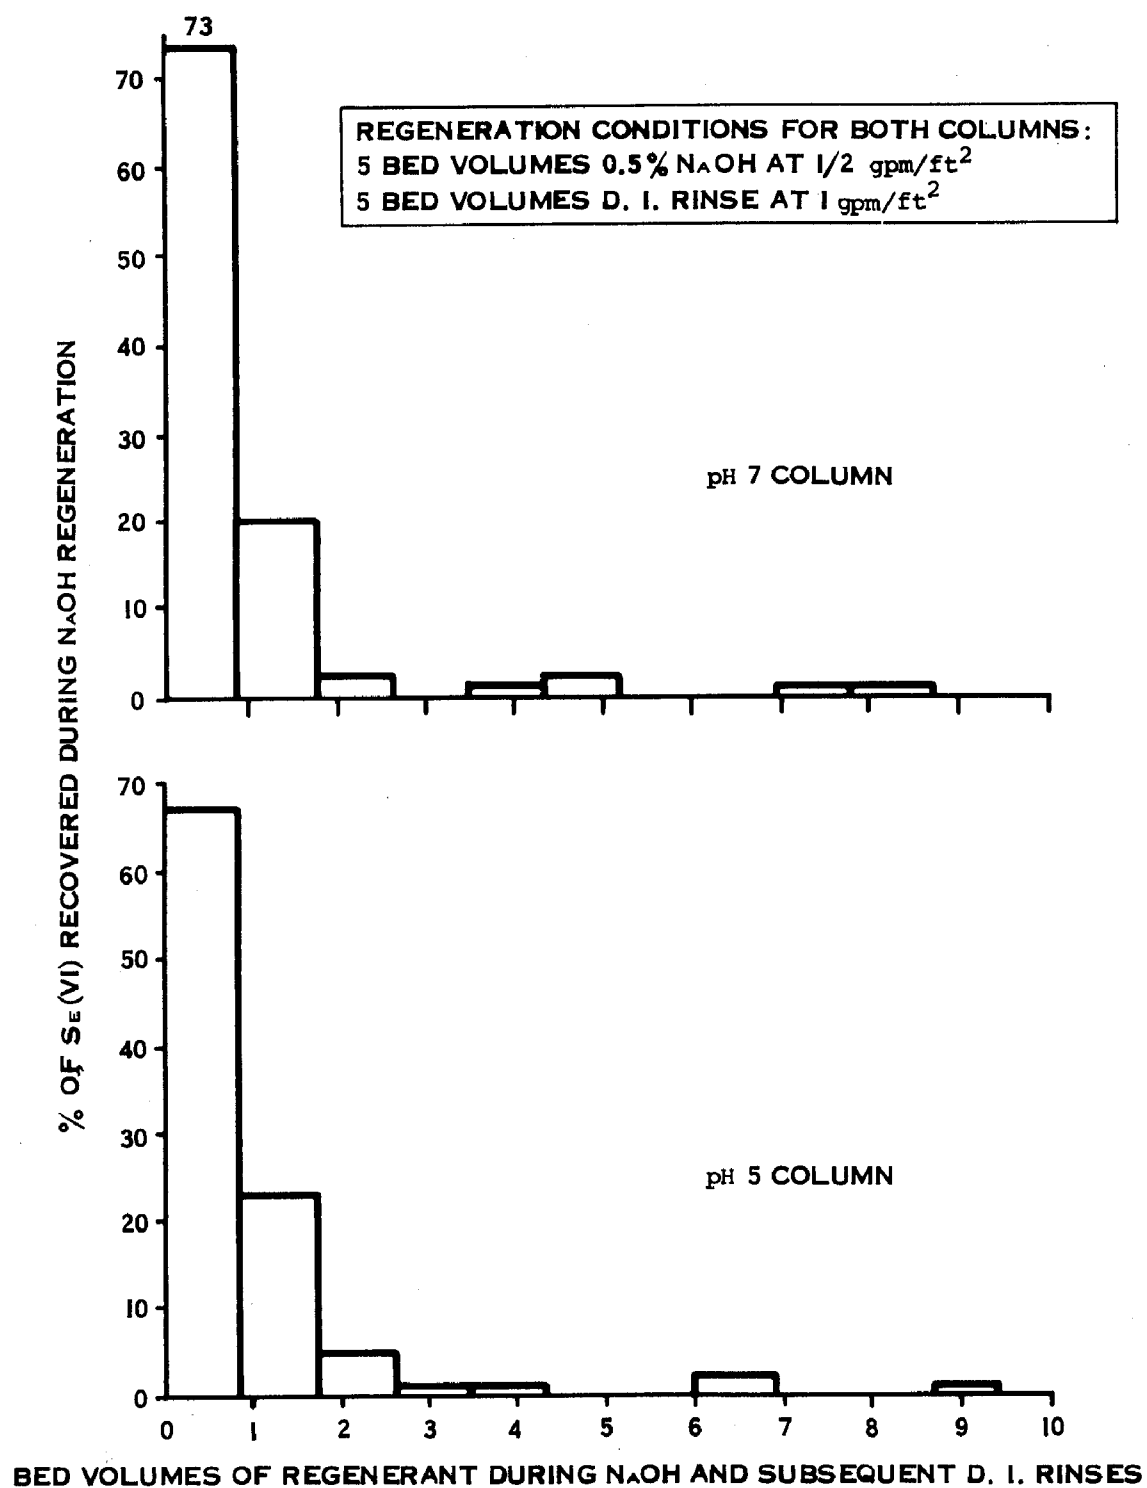 73
REGENERATION CONDITIONS FOR BOTH COLUMNS:
5 BED VOLUMES 0.5% NAOH AT 1/2 gpm/ft2
5 BED VOLUMES D. I. RINSE AT 1 gpm/ft2
70
60
50
40
30
20
10
0
pH 7 COLUMN
% OF SE(VI) RECOVERED DURING NAOH REGENERATION
70
60
50
40
30
20
10
0
pH 5 COLUMN
0 1 2 3 4 5 6 7 8 9 10
BED VOLUMES OF REGENERANT DURING NAOH AND SUBSEQUENT D. I. RINSES